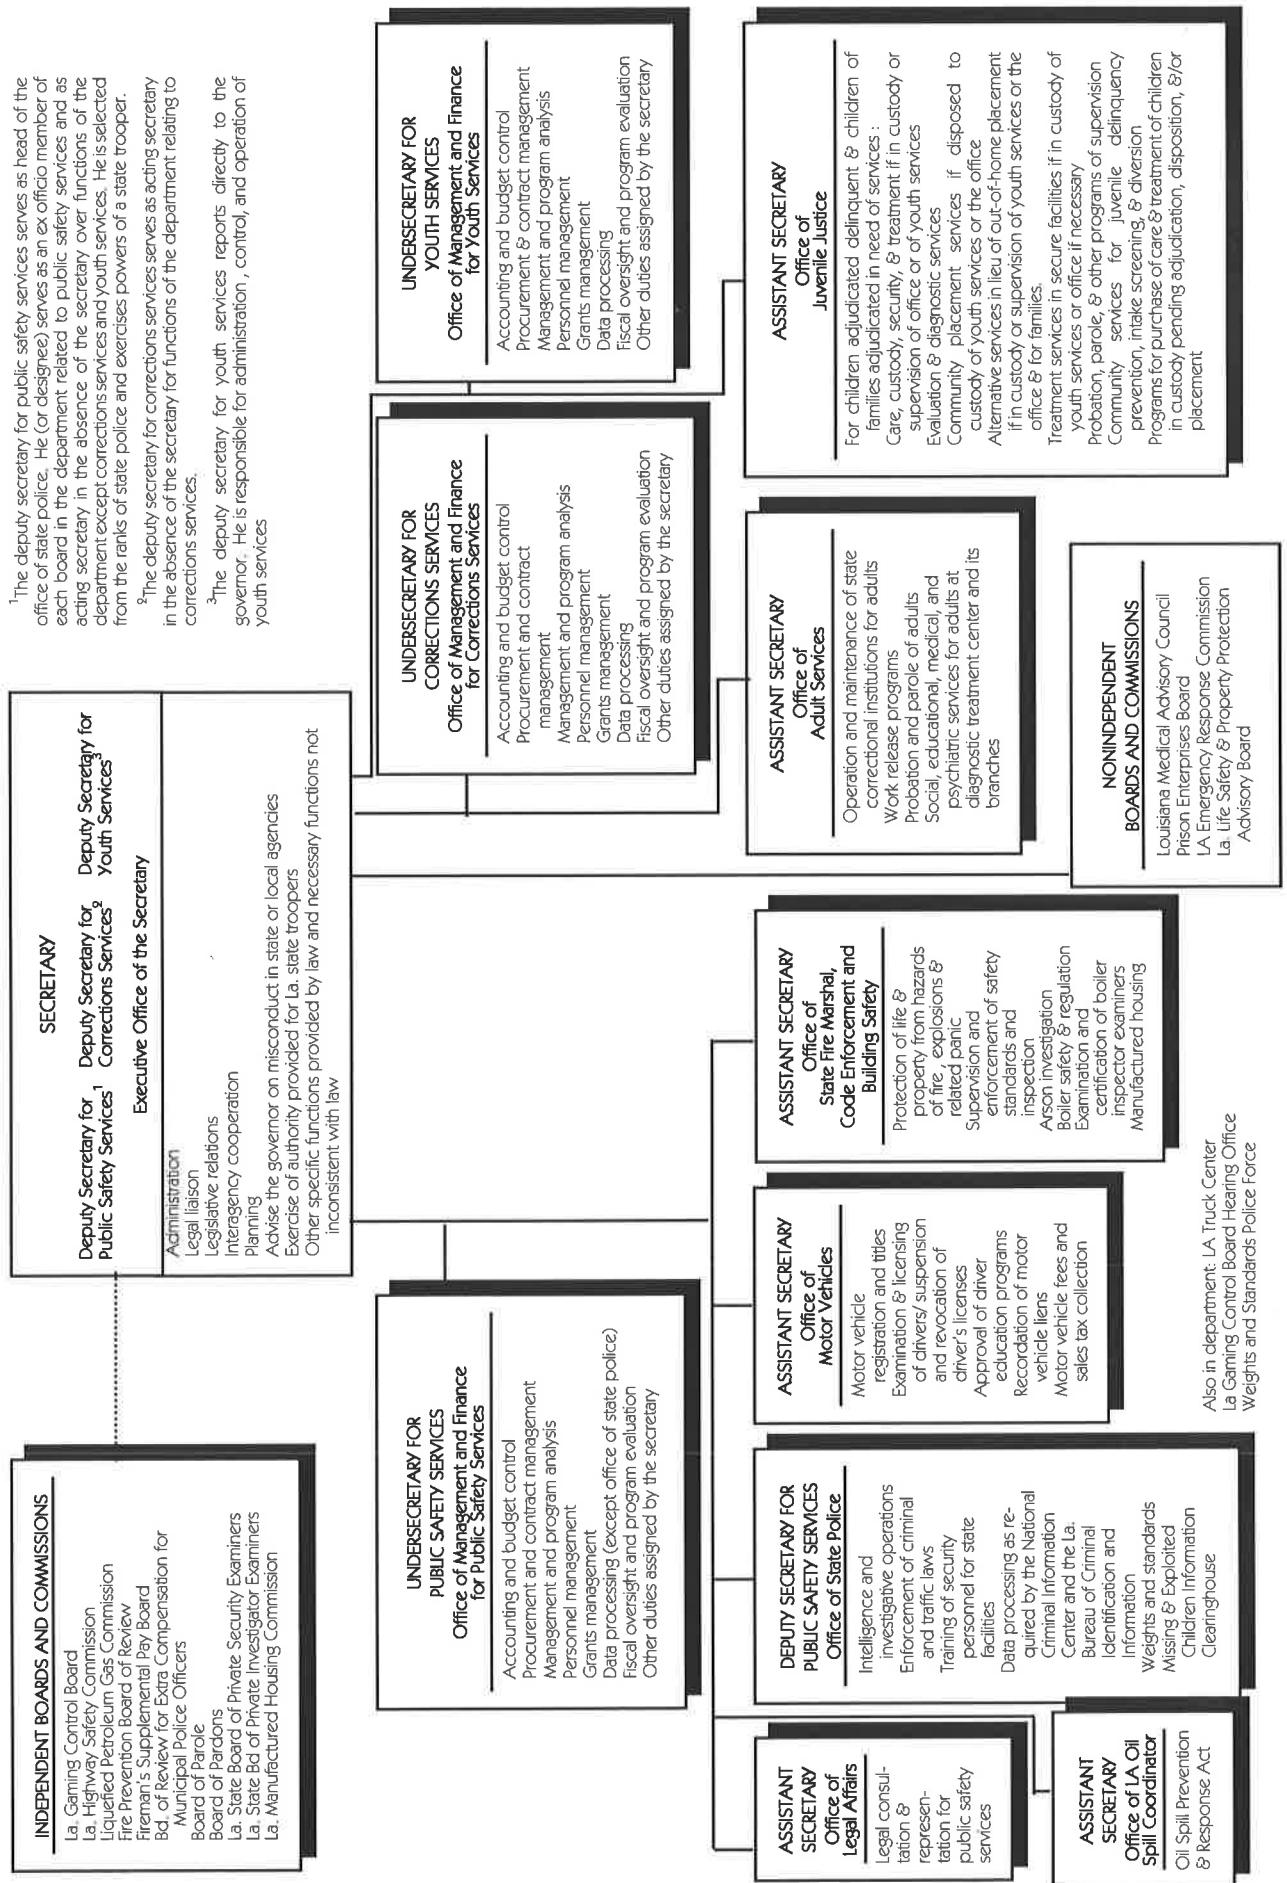 SECRETARY
Deputy Secretary for
Public Safety Services¹
Deputy Secretary for
Corrections Services²
Deputy Secretary for
Youth Services³
Executive Office of the Secretary
Administration
Legal liaison
Legislative relations
Interagency cooperation
Planning
Advise the governor on misconduct in state or local agencies
Exercise of authority provided for La. state troopers
Other specific functions provided by law and necessary functions not
inconsistent with law
¹The deputy secretary for public safety services serves as head of the
office of state police. He (or designee) serves as an ex officio member of
each board in the department related to public safety services and as
acting secretary in the absence of the secretary over functions of the
department except corrections services and youth services. He is selected
from the ranks of state police and exercises powers of a state trooper.
²The deputy secretary for corrections services serves as acting secretary
in the absence of the secretary for functions of the department relating to
corrections services.
³The deputy secretary for youth services reports directly to the
governor. He is responsible for administration, control, and operation of
youth services
INDEPENDENT BOARDS AND COMMISSIONS
La. Gaming Control Board
La. Highway Safety Commission
Liquefied Petroleum Gas Commission
Fire Prevention Board of Review
Fireman's Supplemental Pay Board
Bd. of Review for Extra Compensation for
Municipal Police Officers
Board of Parole
Board of Pardons
La. State Board of Private Security Examiners
La. State Bd of Private Investigator Examiners
La. Manufactured Housing Commission
UNDERSECRETARY FOR
PUBLIC SAFETY SERVICES
Office of Management and Finance
for Public Safety Services
Accounting and budget control
Procurement and contract management
Management and program analysis
Personnel management
Grants management
Data processing (except office of state police)
Fiscal oversight and program evaluation
Other duties assigned by the secretary
UNDERSECRETARY FOR
CORRECTIONS SERVICES
Office of Management and Finance
for Corrections Services
Accounting and budget control
Procurement and contract
management
Management and program analysis
Personnel management
Grants management
Data processing
Fiscal oversight and program evaluation
Other duties assigned by the secretary
UNDERSECRETARY FOR
YOUTH SERVICES
Office of Management and Finance
for Youth Services
Accounting and budget control
Procurement & contract management
Management and program analysis
Personnel management
Grants management
Data processing
Fiscal oversight and program evaluation
Other duties assigned by the secretary
ASSISTANT
SECRETARY
Office of
Legal Affairs
Legal consul-
tation &
represen-
tation for
public safety
services
ASSISTANT
SECRETARY
Office of LA Oil
Spill Coordinator
Oil Spill Prevention
& Response Act
DEPUTY SECRETARY FOR
PUBLIC SAFETY SERVICES
Office of State Police
Intelligence and
investigative operations
Enforcement of criminal
and traffic laws
Training of security
personnel for state
facilities
Data processing as re-
quired by the National
Criminal Information
Center and the La.
Bureau of Criminal
Identification and
Information
Weights and standards
Missing & Exploited
Children Information
Clearinghouse
ASSISTANT SECRETARY
Office of
Motor Vehicles
Motor vehicle
registration and titles
Examination & licensing
of drivers/ suspension
and revocation of
driver's licenses
Approval of driver
education programs
Recordation of motor
vehicle liens
Motor vehicle fees and
sales tax collection
ASSISTANT SECRETARY
Office of
State Fire Marshal,
Code Enforcement and
Building Safety
Protection of life &
property from hazards
of fire , explosions &
related panic
Supervision and
enforcement of safety
standards and
inspection
Arson investigation
Boiler safety & regulation
Examination and
certification of boiler
inspector examiners
Manufactured housing
ASSISTANT SECRETARY
Office of
Adult Services
Operation and maintenance of state
correctional institutions for adults
Work release programs
Probation and parole of adults
Social, educational, medical, and
psychiatric services for adults at
diagnostic treatment center and its
branches
ASSISTANT SECRETARY
Office of
Juvenile Justice
For children adjudicated delinquent & children of
families adjudicated in need of services :
Care, custody, security, & treatment if in custody or
supervision of office or of youth services
Evaluation & diagnostic services
Community placement services if disposed to
custody of youth services or the office
Alternative services in lieu of out-of-home placement
if in custody or supervision of youth services or the
office & for families.
Treatment services in secure facilities if in custody of
youth services or office if necessary
Probation, parole, & other programs of supervision
Community services for juvenile delinquency
prevention, intake screening, & diversion
Programs for purchase of care & treatment of children
in custody pending adjudication, disposition, &/or
placement
NONINDEPENDENT
BOARDS AND COMMISSIONS
Louisiana Medical Advisory Council
Prison Enterprises Board
LA Emergency Response Commission
La. Life Safety & Property Protection
Advisory Board
Also in department: LA Truck Center
La Gaming Control Board Hearing Office
Weights and Standards Police Force